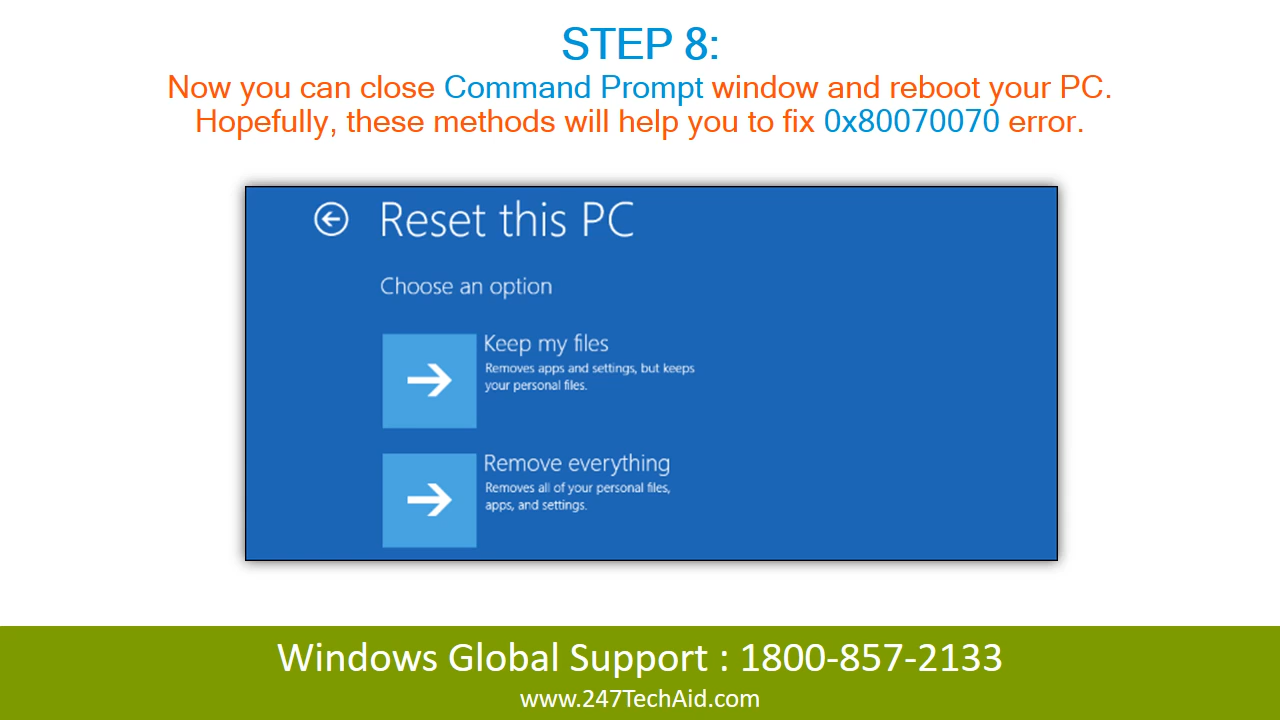 STEP 8:
Now you can close Command Prompt window and reboot your PC.
Hopefully, these methods will help you to fix 0x80070070 error.
Reset this PC
Choose an option
Keep my files
Removes apps and settings, but keeps
your personal files.
Remove everything
Removes all of your personal files,
apps, and settings.
Windows Global Support : 1800-857-2133
www.247TechAid.com